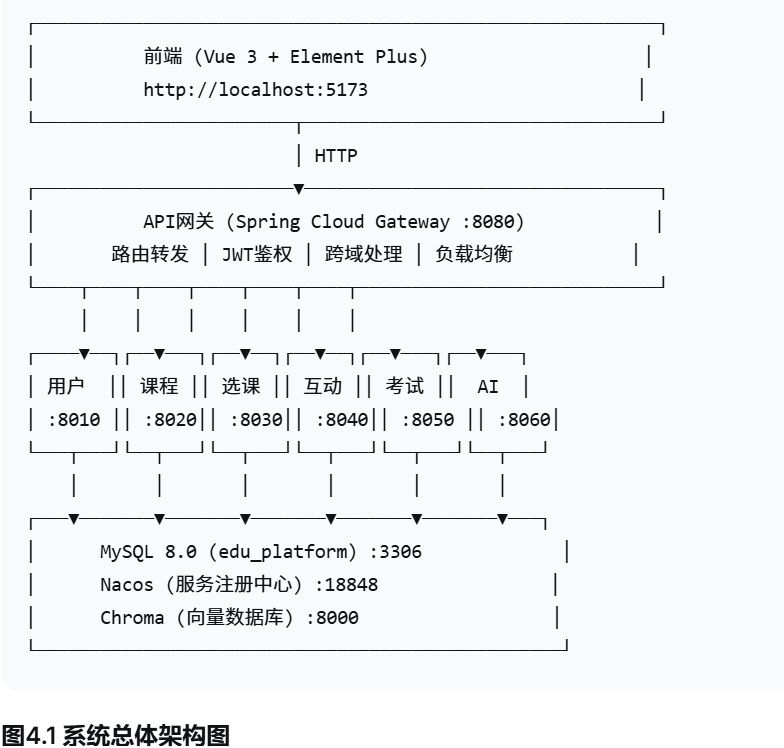 前端 (Vue 3 + Element Plus)
http://localhost:5173
HTTP
API网关 (Spring Cloud Gateway :8080)
路由转发 │ JWT鉴权 │ 跨域处理 │ 负载均衡
用户 课程 选课 互动 考试 AI
:8010 :8020 :8030 :8040 :8050 :8060
MySQL 8.0 (edu_platform) :3306
Nacos (服务注册中心) :18848
Chroma (向量数据库) :8000
图4.1 系统总体架构图